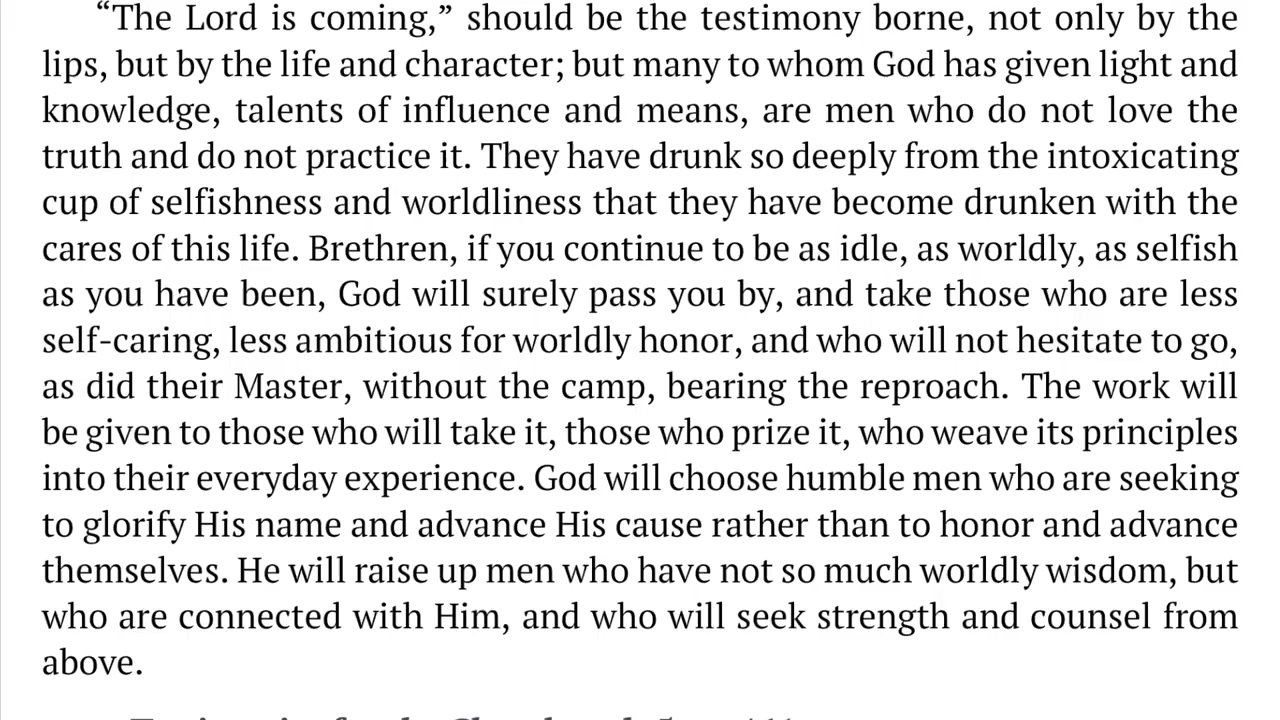 “The Lord is coming,” should be the testimony borne, not only by the
lips, but by the life and character; but many to whom God has given light and
knowledge, talents of influence and means, are men who do not love the
truth and do not practice it. They have drunk so deeply from the intoxicating
cup of selfishness and worldliness that they have become drunken with the
cares of this life. Brethren, if you continue to be as idle, as worldly, as selfish
as you have been, God will surely pass you by, and take those who are less
self-caring, less ambitious for worldly honor, and who will not hesitate to go,
as did their Master, without the camp, bearing the reproach. The work will
be given to those who will take it, those who prize it, who weave its principles
into their everyday experience. God will choose humble men who are seeking
to glorify His name and advance His cause rather than to honor and advance
themselves. He will raise up men who have not so much worldly wisdom, but
who are connected with Him, and who will seek strength and counsel from
above.